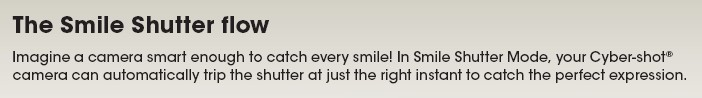 The Smile Shutter flow
Imagine a camera smart enough to catch every smile! In Smile Shutter Mode, your Cyber-shot®
camera can automatically trip the shutter at just the right instant to catch the perfect expression.